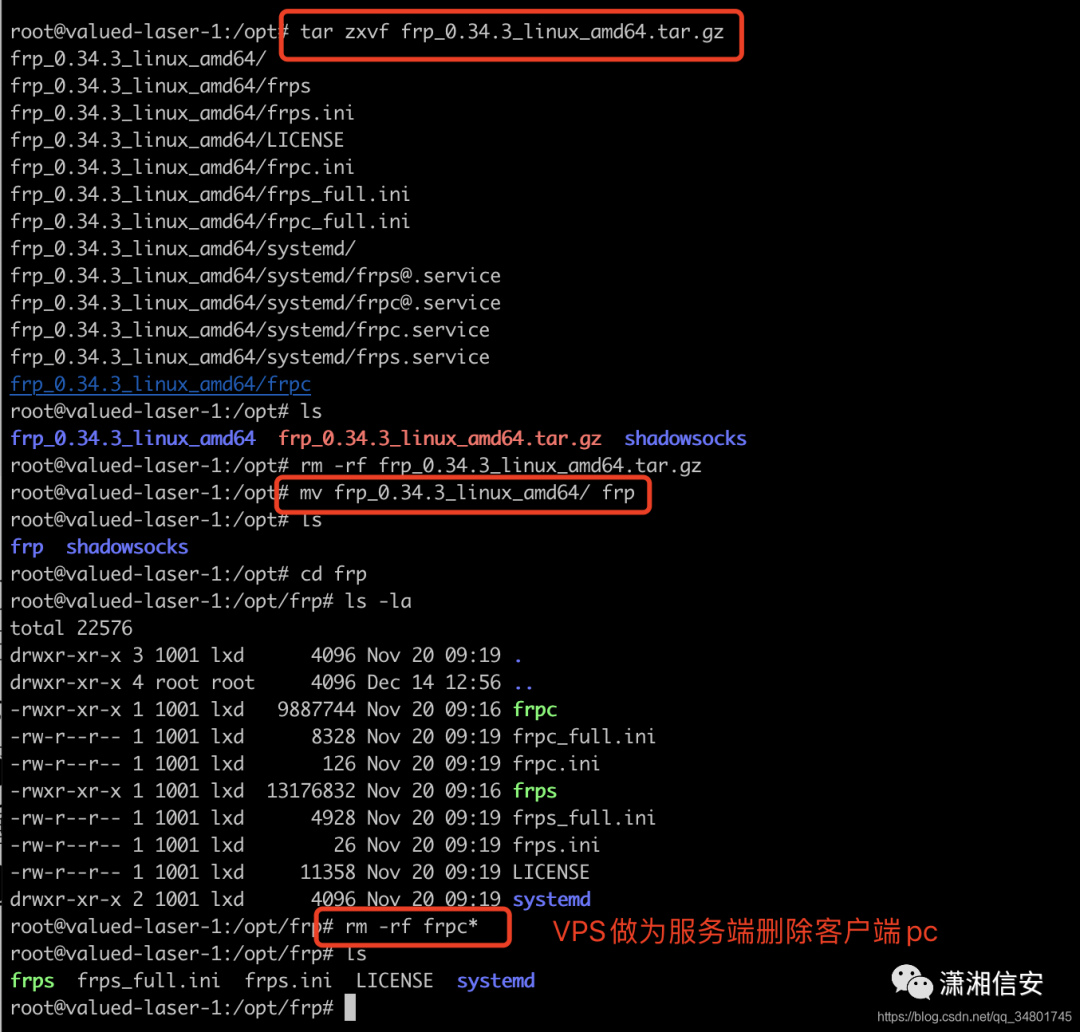 root@valued-laser-1:/opt# tar zxvf frp_0.34.3_linux_amd64.tar.gz
frp_0.34.3_linux_amd64/
frp_0.34.3_linux_amd64/frps
frp_0.34.3_linux_amd64/frps.ini
frp_0.34.3_linux_amd64/LICENSE
frp_0.34.3_linux_amd64/frpc.ini
frp_0.34.3_linux_amd64/frps_full.ini
frp_0.34.3_linux_amd64/frpc_full.ini
frp_0.34.3_linux_amd64/systemd/
frp_0.34.3_linux_amd64/systemd/frps@.service
frp_0.34.3_linux_amd64/systemd/frpc@.service
frp_0.34.3_linux_amd64/systemd/frpc.service
frp_0.34.3_linux_amd64/systemd/frps.service
frp_0.34.3_linux_amd64/frpc
root@valued-laser-1:/opt# ls
frp_0.34.3_linux_amd64  frp_0.34.3_linux_amd64.tar.gz  shadowsocks
root@valued-laser-1:/opt# rm -rf frp_0.34.3_linux_amd64.tar.gz
root@valued-laser-1:/opt# mv frp_0.34.3_linux_amd64/ frp
root@valued-laser-1:/opt# ls
frp  shadowsocks
root@valued-laser-1:/opt# cd frp
root@valued-laser-1:/opt/frp# ls -la
total 22576
drwxr-xr-x 3 1001 lxd      4096 Nov 20 09:19 .
drwxr-xr-x 4 root root     4096 Dec 14 12:56 ..
-rwxr-xr-x 1 1001 lxd   9887744 Nov 20 09:16 frpc
-rw-r--r-- 1 1001 lxd      8328 Nov 20 09:19 frpc_full.ini
-rw-r--r-- 1 1001 lxd       126 Nov 20 09:19 frpc.ini
-rwxr-xr-x 1 1001 lxd  13176832 Nov 20 09:16 frps
-rw-r--r-- 1 1001 lxd      4928 Nov 20 09:19 frps_full.ini
-rw-r--r-- 1 1001 lxd        26 Nov 20 09:19 frps.ini
-rw-r--r-- 1 1001 lxd     11358 Nov 20 09:19 LICENSE
drwxr-xr-x 2 1001 lxd      4096 Nov 20 09:19 systemd
root@valued-laser-1:/opt/frp# rm -rf frpc*  VPS做为服务端删除客户端pc
root@valued-laser-1:/opt/frp# ls
frps  frps_full.ini  frps.ini  LICENSE  systemd
root@valued-laser-1:/opt/frp#
潇湘信安
https://blog.csdn.net/qq_34801745